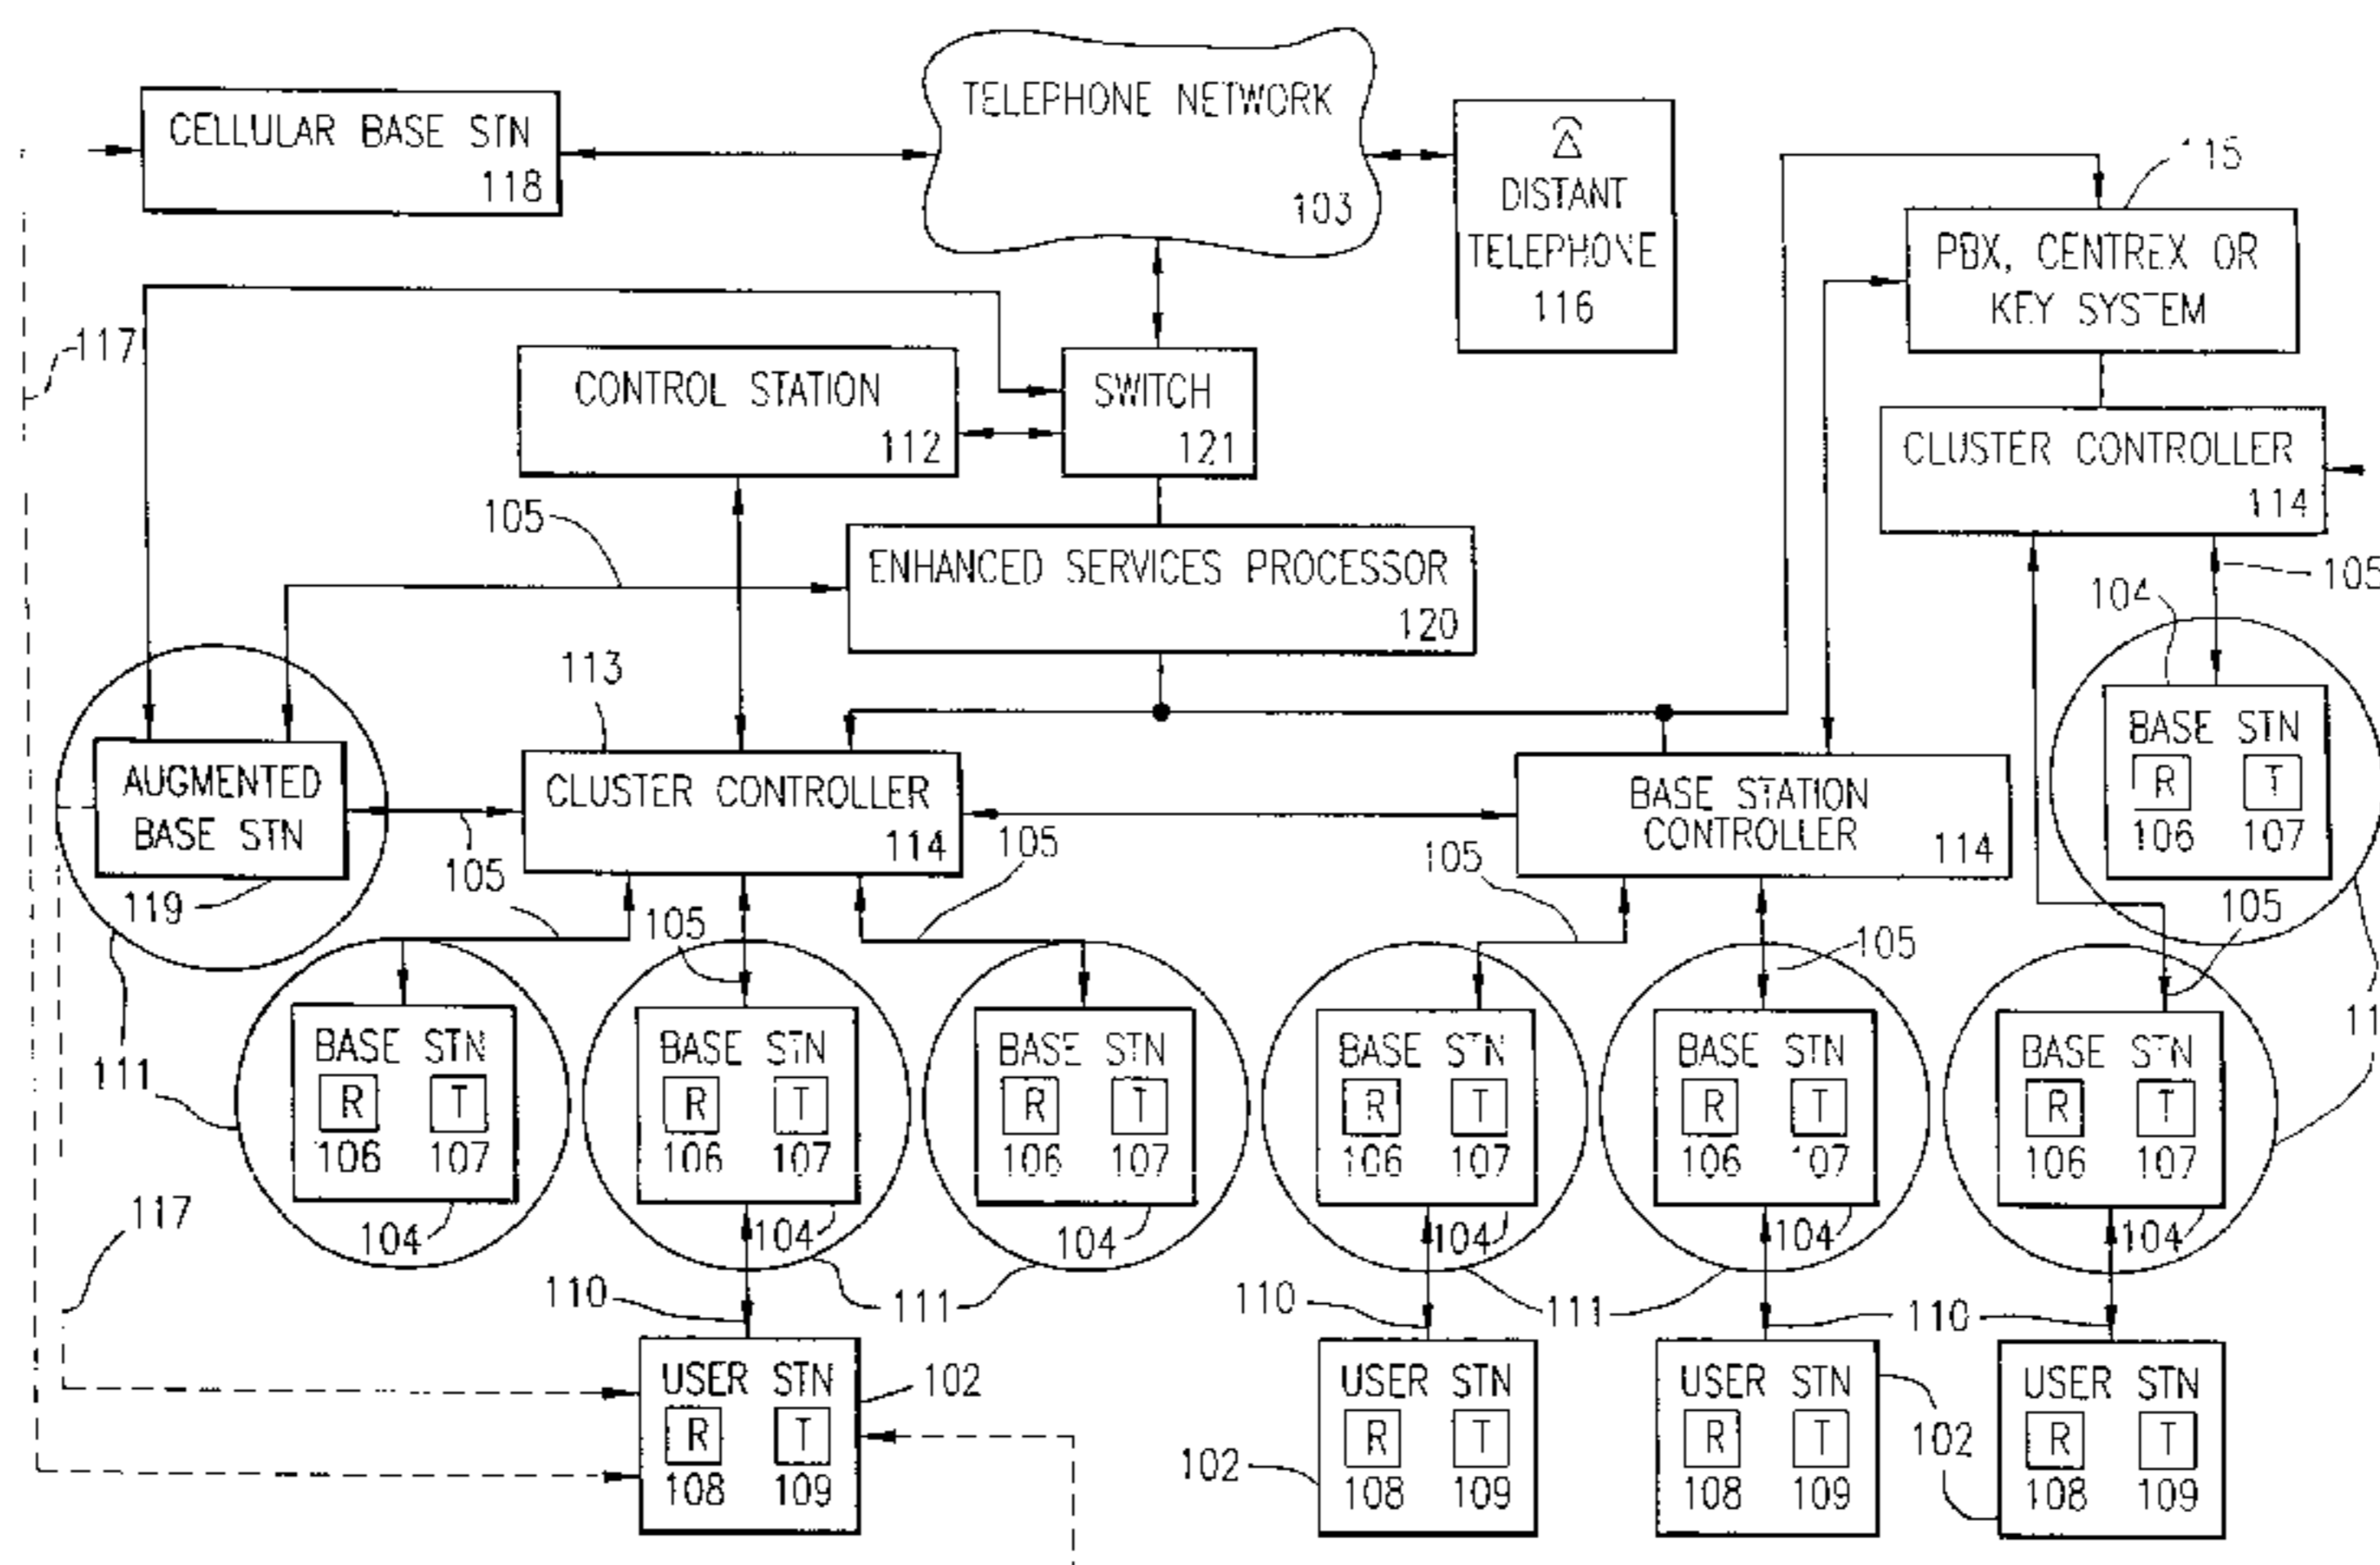 TELEPHONE NETWORK
103
CELLULAR BASE STN
118
DISTANT
TELEPHONE
116
115
PBX, CENTREX OR
KEY SYSTEM
117
CONTROL STATION
112
SWITCH
121
CLUSTER CONTROLLER
114
105
ENHANCED SERVICES PROCESSOR
120
105
104
113
BASE STN
R T
106 107
AUGMENTED
BASE STN
119
CLUSTER CONTROLLER
114
BASE STATION
CONTROLLER
114
105
105
105
105
105
105
111
11
BASE STN
R T
106 107
104
BASE STN
R T
106 107
104
BASE STN
R T
106 107
104
BASE STN
R T
106 107
104
BASE STN
R T
106 107
104
BASE STN
R T
106 107
104
117
110
111
110
111
110
USER STN
R T
108 109
102
USER STN
R T
108 109
102
USER STN
R T
108 109
102
USER STN
R T
108 109